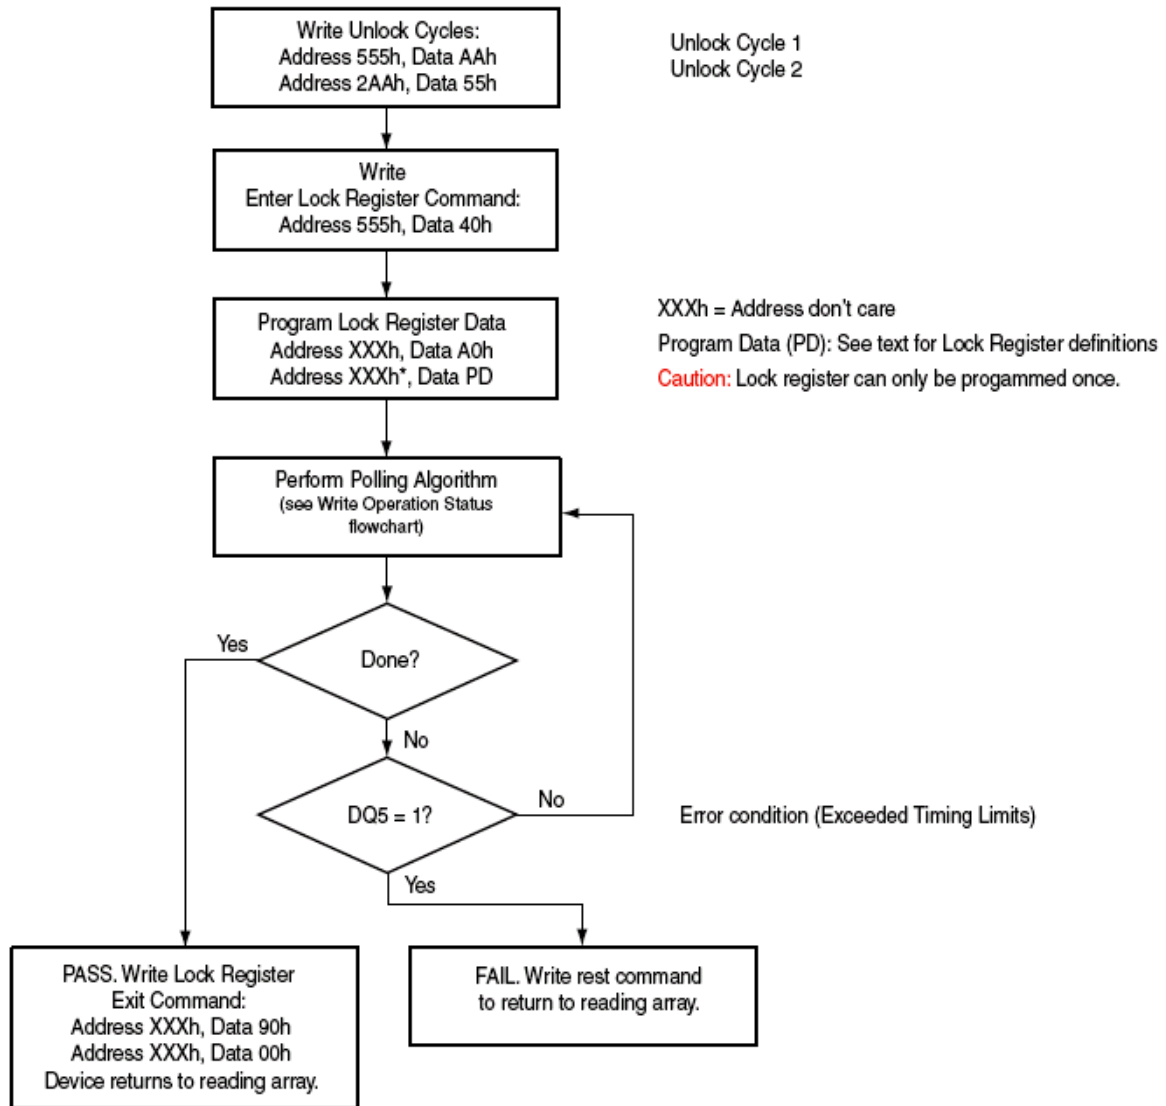 Write Unlock Cycles:
Address 555h, Data AAh
Address 2AAh, Data 55h
Unlock Cycle 1
Unlock Cycle 2
Write
Enter Lock Register Command:
Address 555h, Data 40h
Program Lock Register Data
Address XXXh, Data A0h
Address XXXh*, Data PD
XXXh = Address don't care
Program Data (PD): See text for Lock Register definitions
Caution: Lock register can only be progammed once.
Perform Polling Algorithm
(see Write Operation Status
flowchart)
Yes
Done?
No
DQ5 = 1?
No
Error condition (Exceeded Timing Limits)
Yes
PASS. Write Lock Register
Exit Command:
Address XXXh, Data 90h
Address XXXh, Data 00h
Device returns to reading array.
FAIL. Write rest command
to return to reading array.